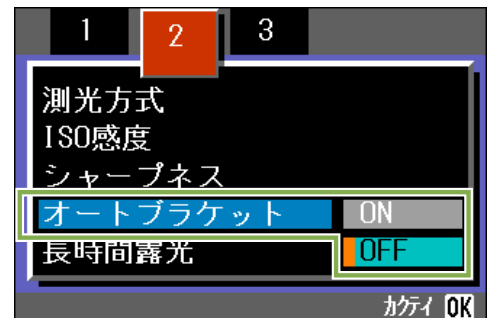 1 2 3
測光方式
ISO感度
シャープネス
オートブラケット ON
長時間露光 OFF
ｶｸﾃｲ OK